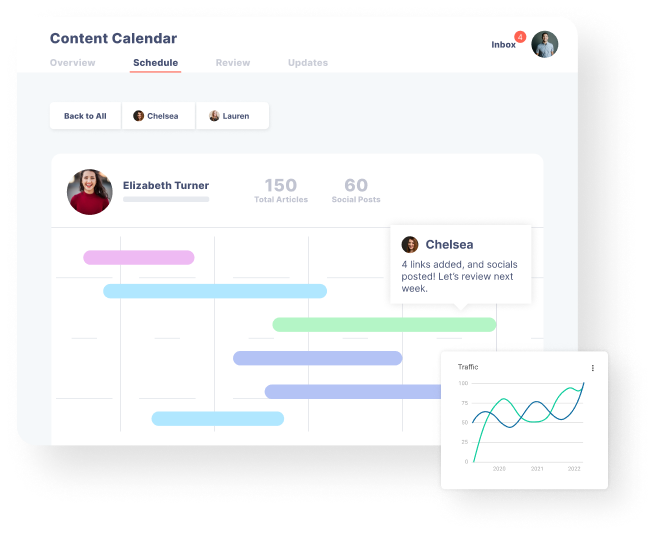 Content Calendar
Inbox
4
Overview
Schedule
Review
Updates
Back to All
Chelsea
Lauren
Elizabeth Turner
150
Total Articles
60
Social Posts
Chelsea
4 links added, and socials
posted! Let's review next
week.
Traffic
100
75
50
25
0
2020
2021
2022